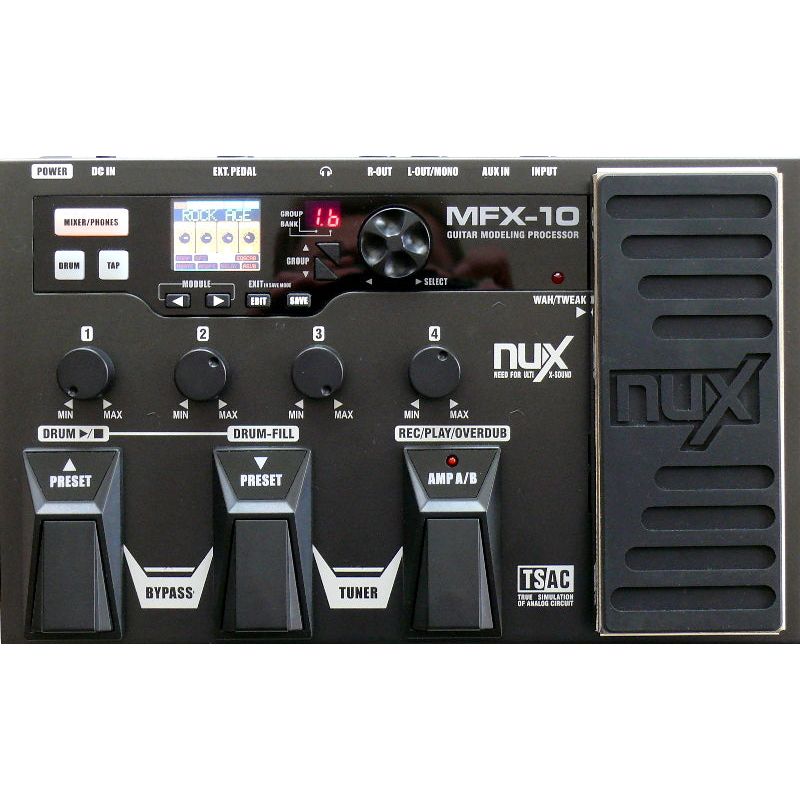 POWER
DC IN
EXT. PEDAL
R-OUT
L-OUT/MONO
AUX IN
INPUT
MIXER/PHONES
DRUM
TAP
ROCK AGE
GROUP
BANK
1.b
GROUP
MFX-10
GUITAR MODELING PROCESSOR
SELECT
MODULE
EXIT IN SAVE MODE
EDIT
SAVE
WAH/TWEAK
1
2
3
4
MIN MAX
MIN MAX
MIN MAX
MIN MAX
nux
NEED FOR ULTI X-SOUND
nux
DRUM
DRUM-FILL
REC/PLAY/OVERDUB
PRESET
PRESET
AMP A/B
BYPASS
TUNER
TSAC
TRUE SIMULATION
OF ANALOG CIRCUIT